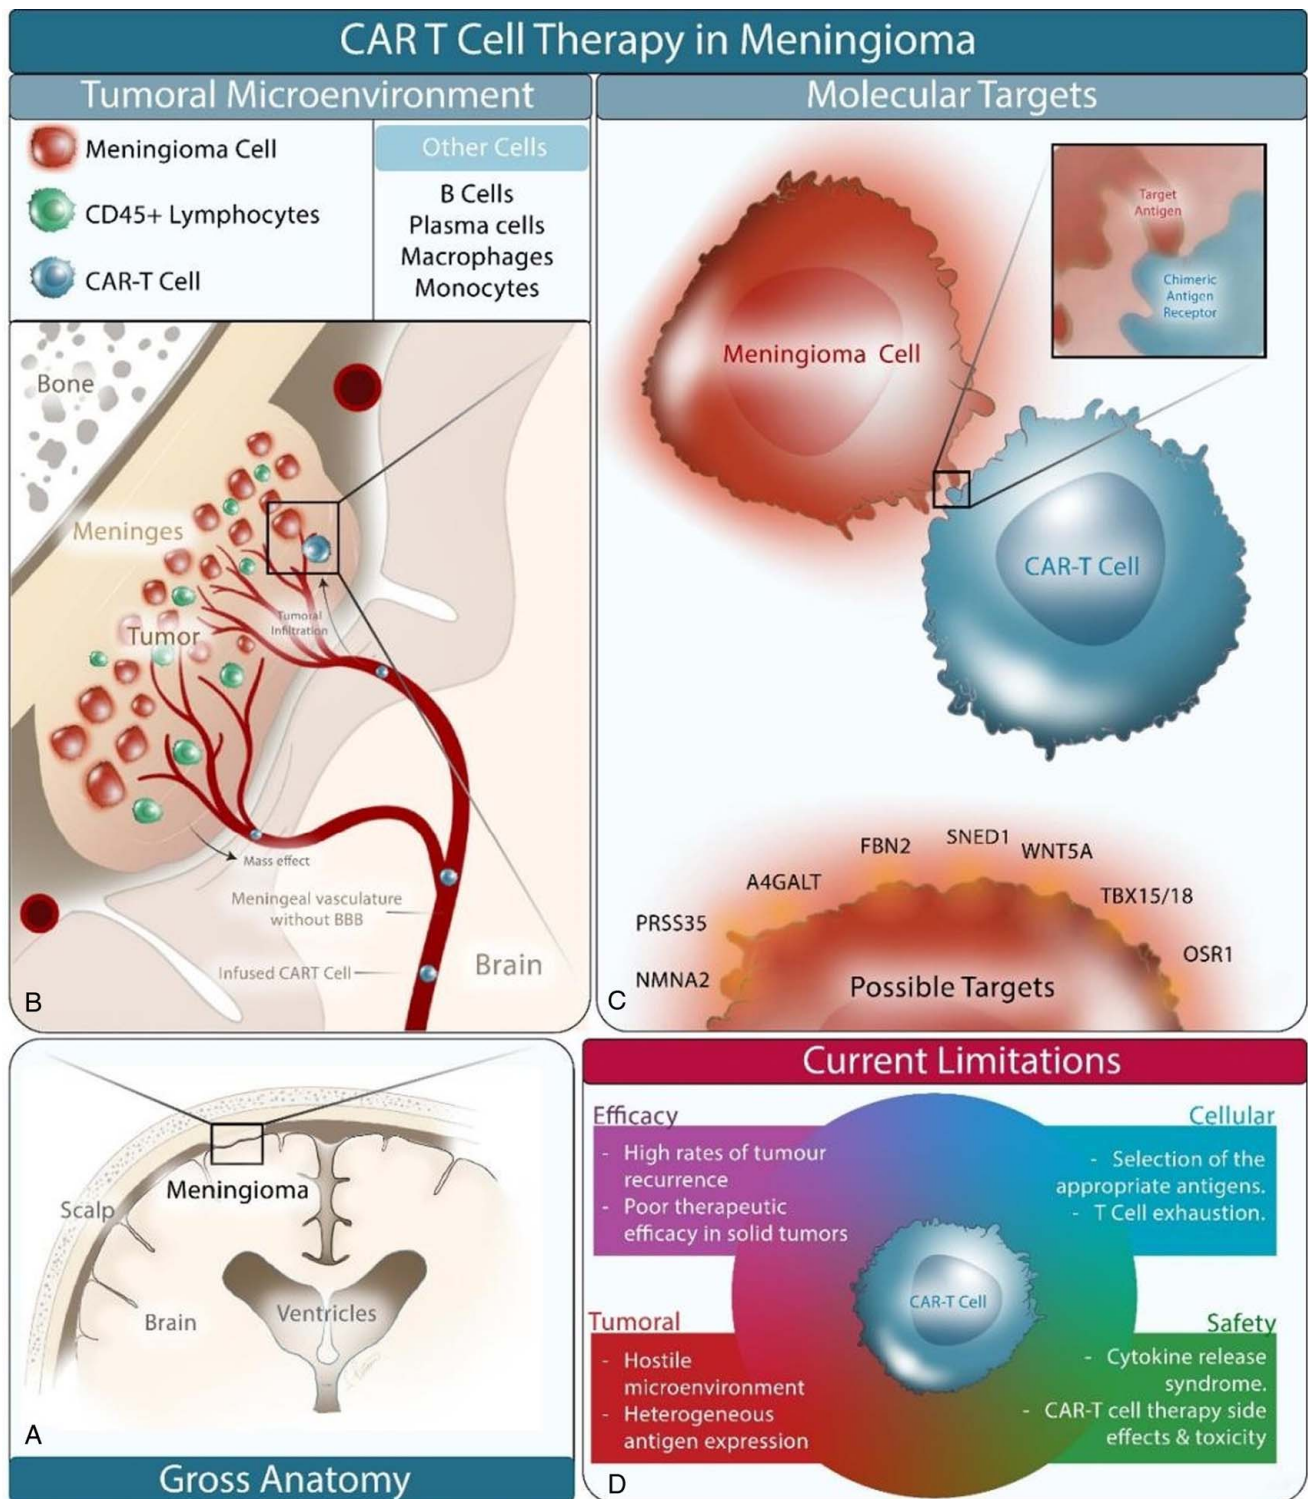 CAR T Cell Therapy in Meningioma
Tumoral Microenvironment
Meningioma Cell
CD45+ Lymphocytes
CAR-T Cell
Other Cells
B Cells
Plasma cells
Macrophages
Monocytes
Bone
Meninges
Tumor
Tumoral
Infiltration
Mass effect
Meningeal vasculature
without BBB
Infused CART Cell
Brain
B
Molecular Targets
Target
Antigen
Chimeric
Antigen
Receptor
Meningioma Cell
CAR-T Cell
FBN2
SNED1
WNT5A
A4GALT
TBX15/18
PRSS35
OSR1
NMNA2
Possible Targets
C
Meningioma
Scalp
Brain
Ventricles
A
Gross Anatomy
Current Limitations
Efficacy
- High rates of tumour
recurrence
- Poor therapeutic
efficacy in solid tumors
Cellular
- Selection of the
appropriate antigens.
- T Cell exhaustion.
CAR-T Cell
Tumoral
- Hostile
microenvironment
- Heterogeneous
antigen expression
Safety
- Cytokine release
syndrome.
- CAR-T cell therapy side
effects & toxicity
D